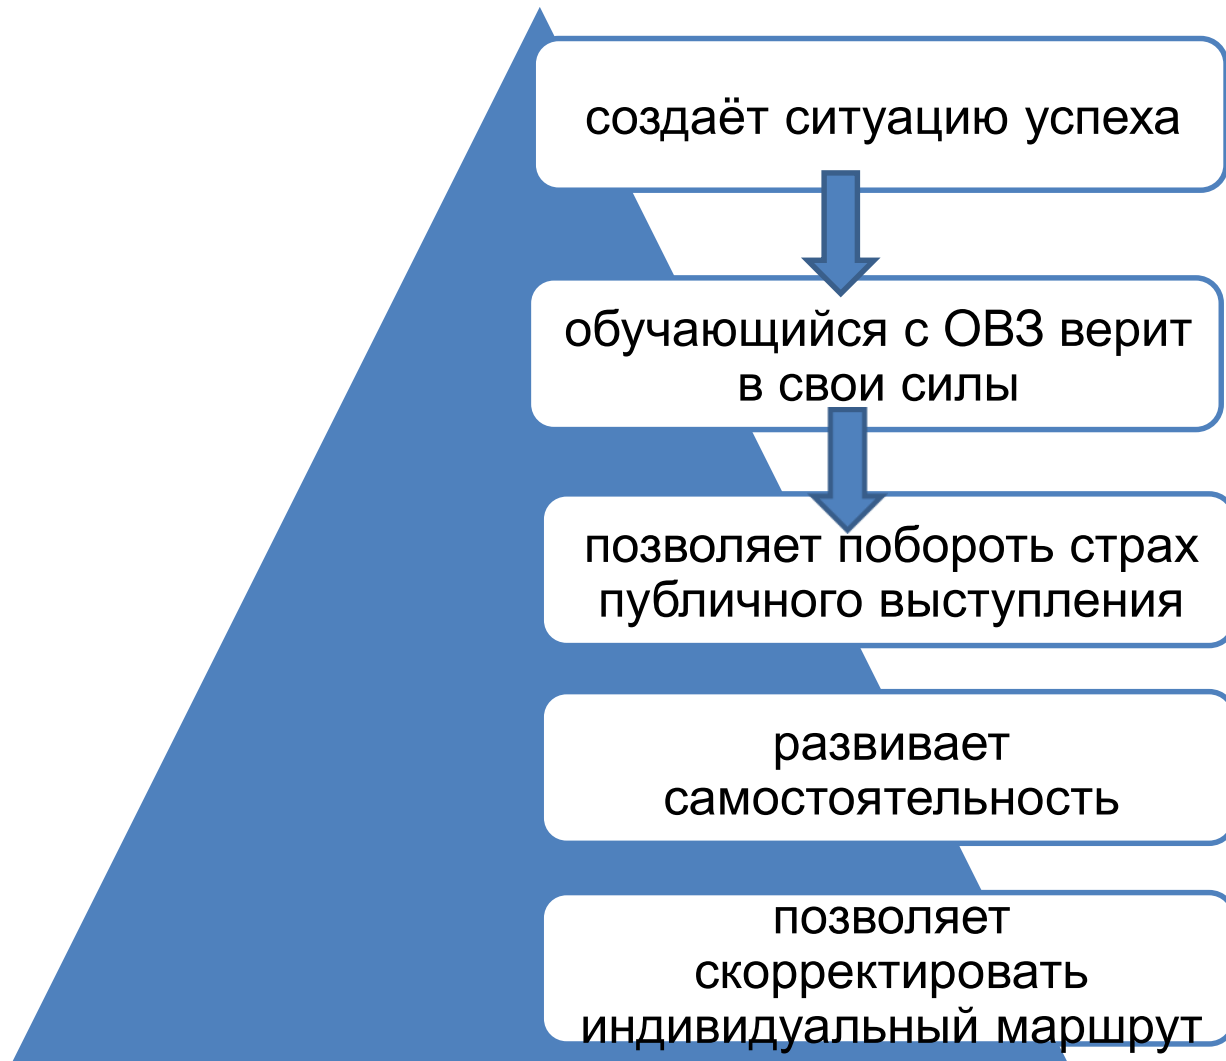 создаёт ситуацию успеха
обучающийся с ОВЗ верит
в свои силы
позволяет побороть страх
публичного выступления
развивает
самостоятельность
позволяет
скорректировать
индивидуальный маршрут